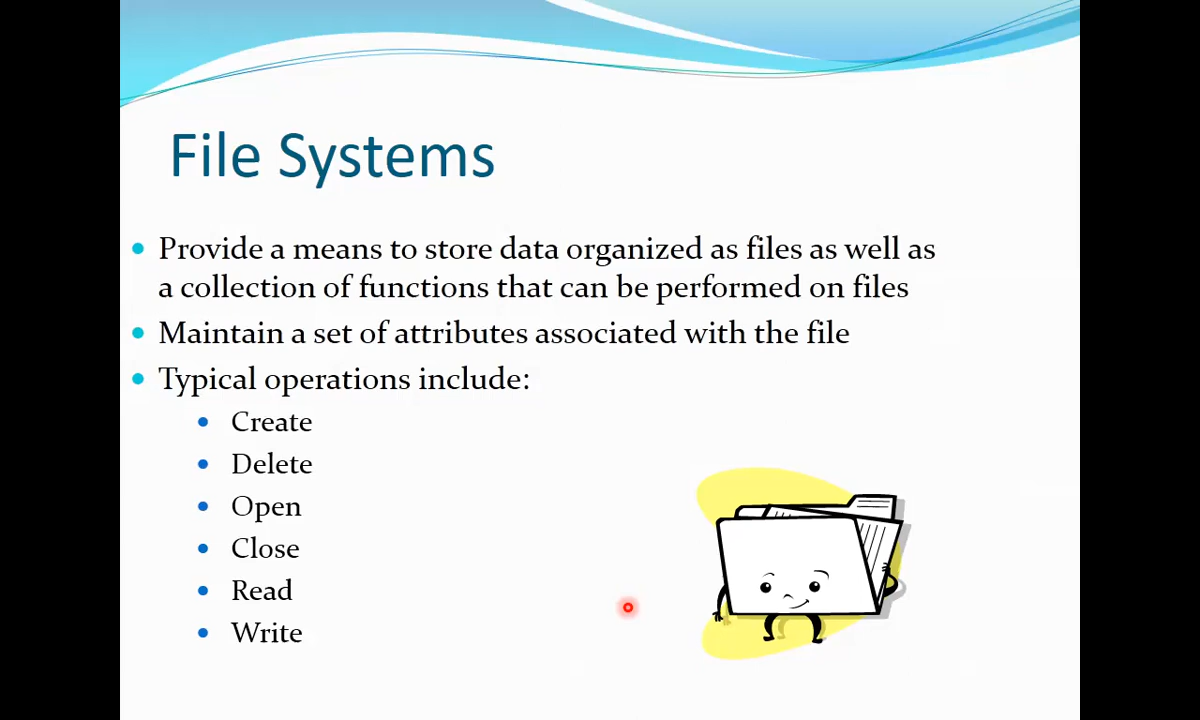 File Systems
• Provide a means to store data organized as files as well as
a collection of functions that can be performed on files
• Maintain a set of attributes associated with the file
• Typical operations include:
• Create
• Delete
• Open
• Close
• Read
• Write